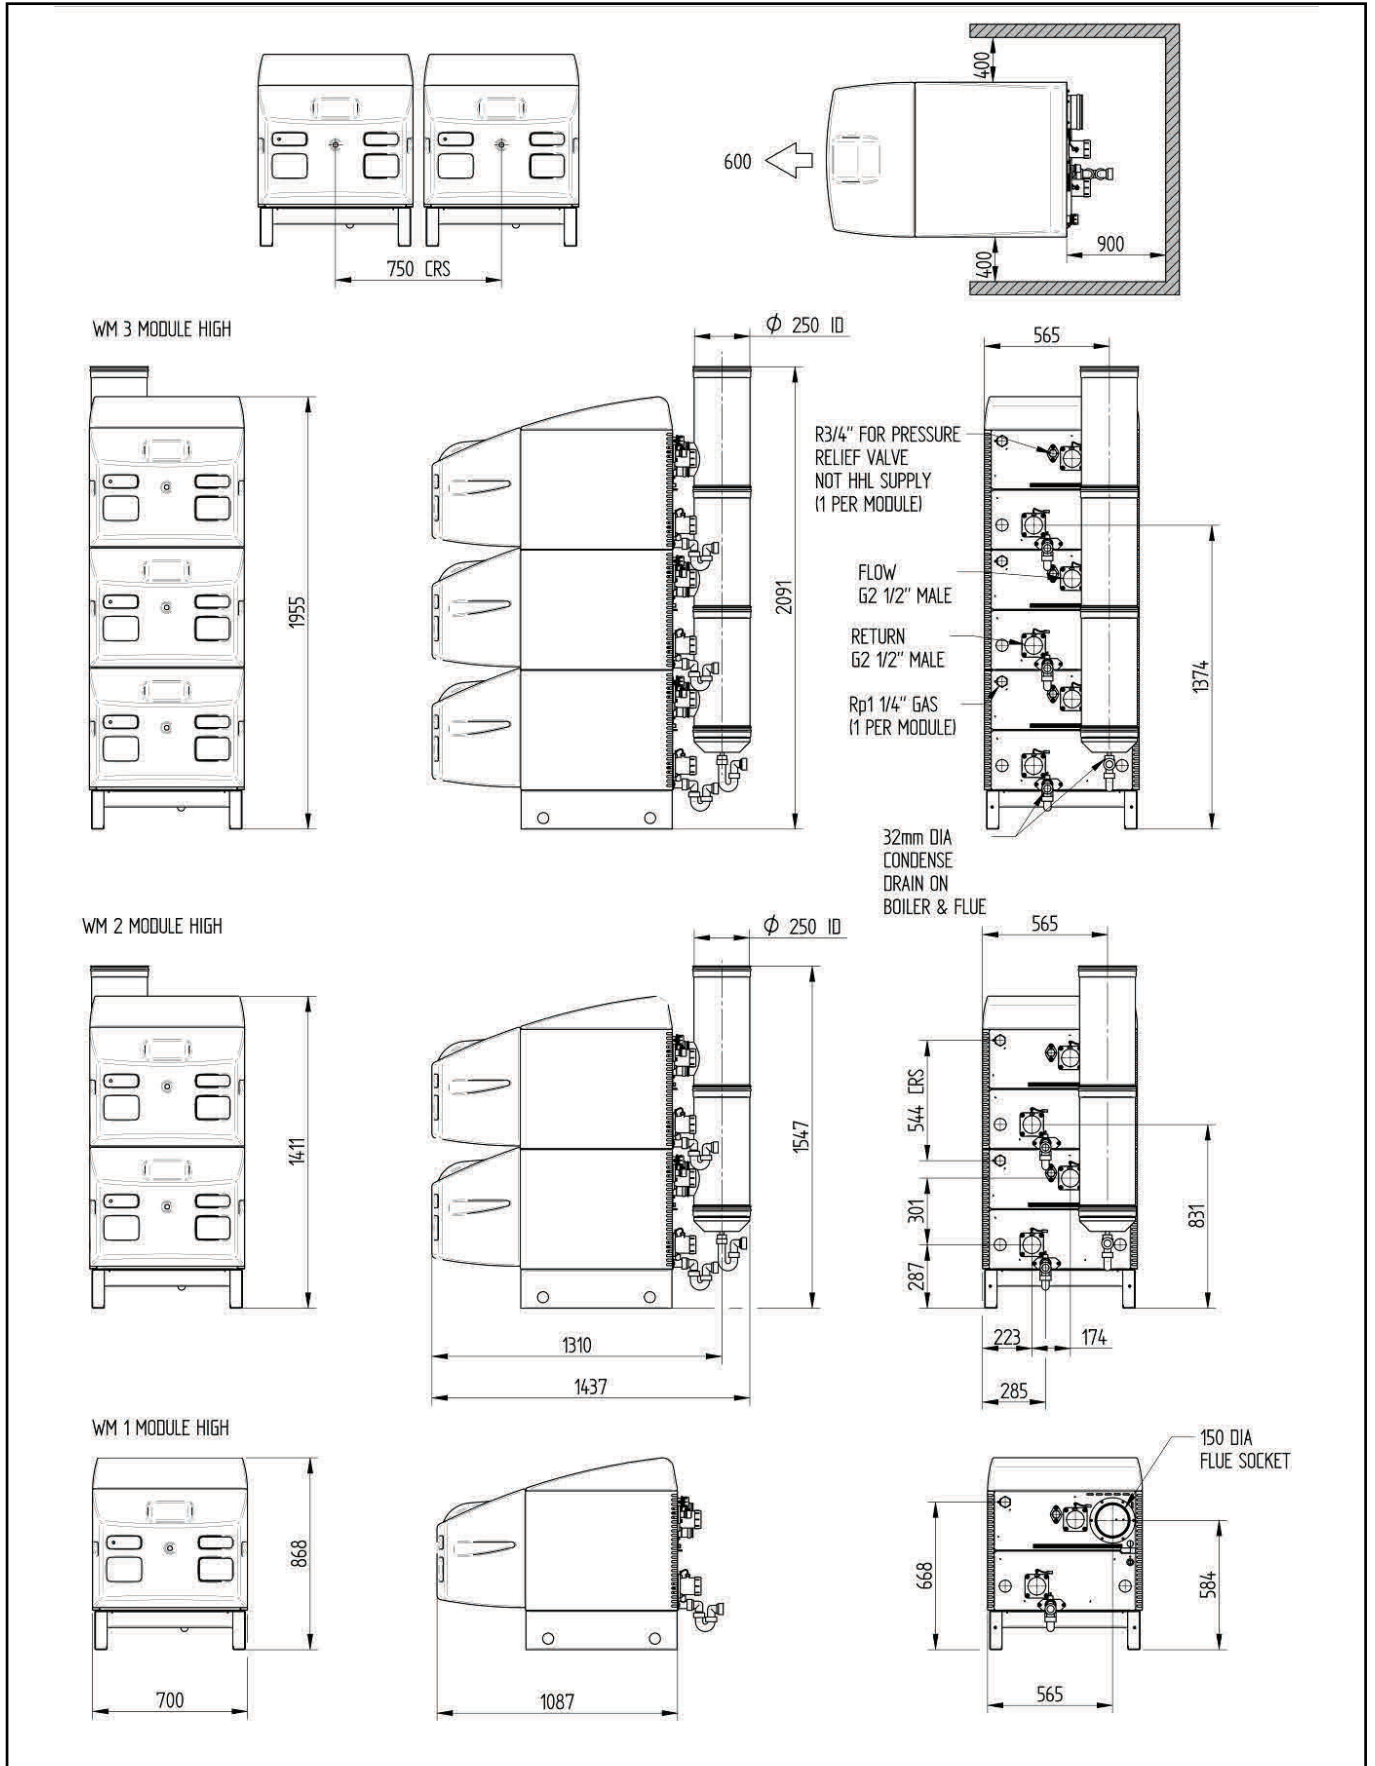 400
600
900
400
750 CRS
WM 3 MODULE HIGH
Ø 250 ID
565
R3/4" FOR PRESSURE
RELIEF VALVE
NOT HHL SUPPLY
(1 PER MODULE)
FLOW
G2 1/2" MALE
RETURN
G2 1/2" MALE
Rp1 1/4" GAS
(1 PER MODULE)
1955
2091
1374
32mm DIA
CONDENSE
DRAIN ON
BOILER & FLUE
WM 2 MODULE HIGH
Ø 250 ID
565
1411
1547
544 CRS
301
287
831
1310
1437
223
174
285
WM 1 MODULE HIGH
150 DIA
FLUE SOCKET
868
668
584
700
1087
565